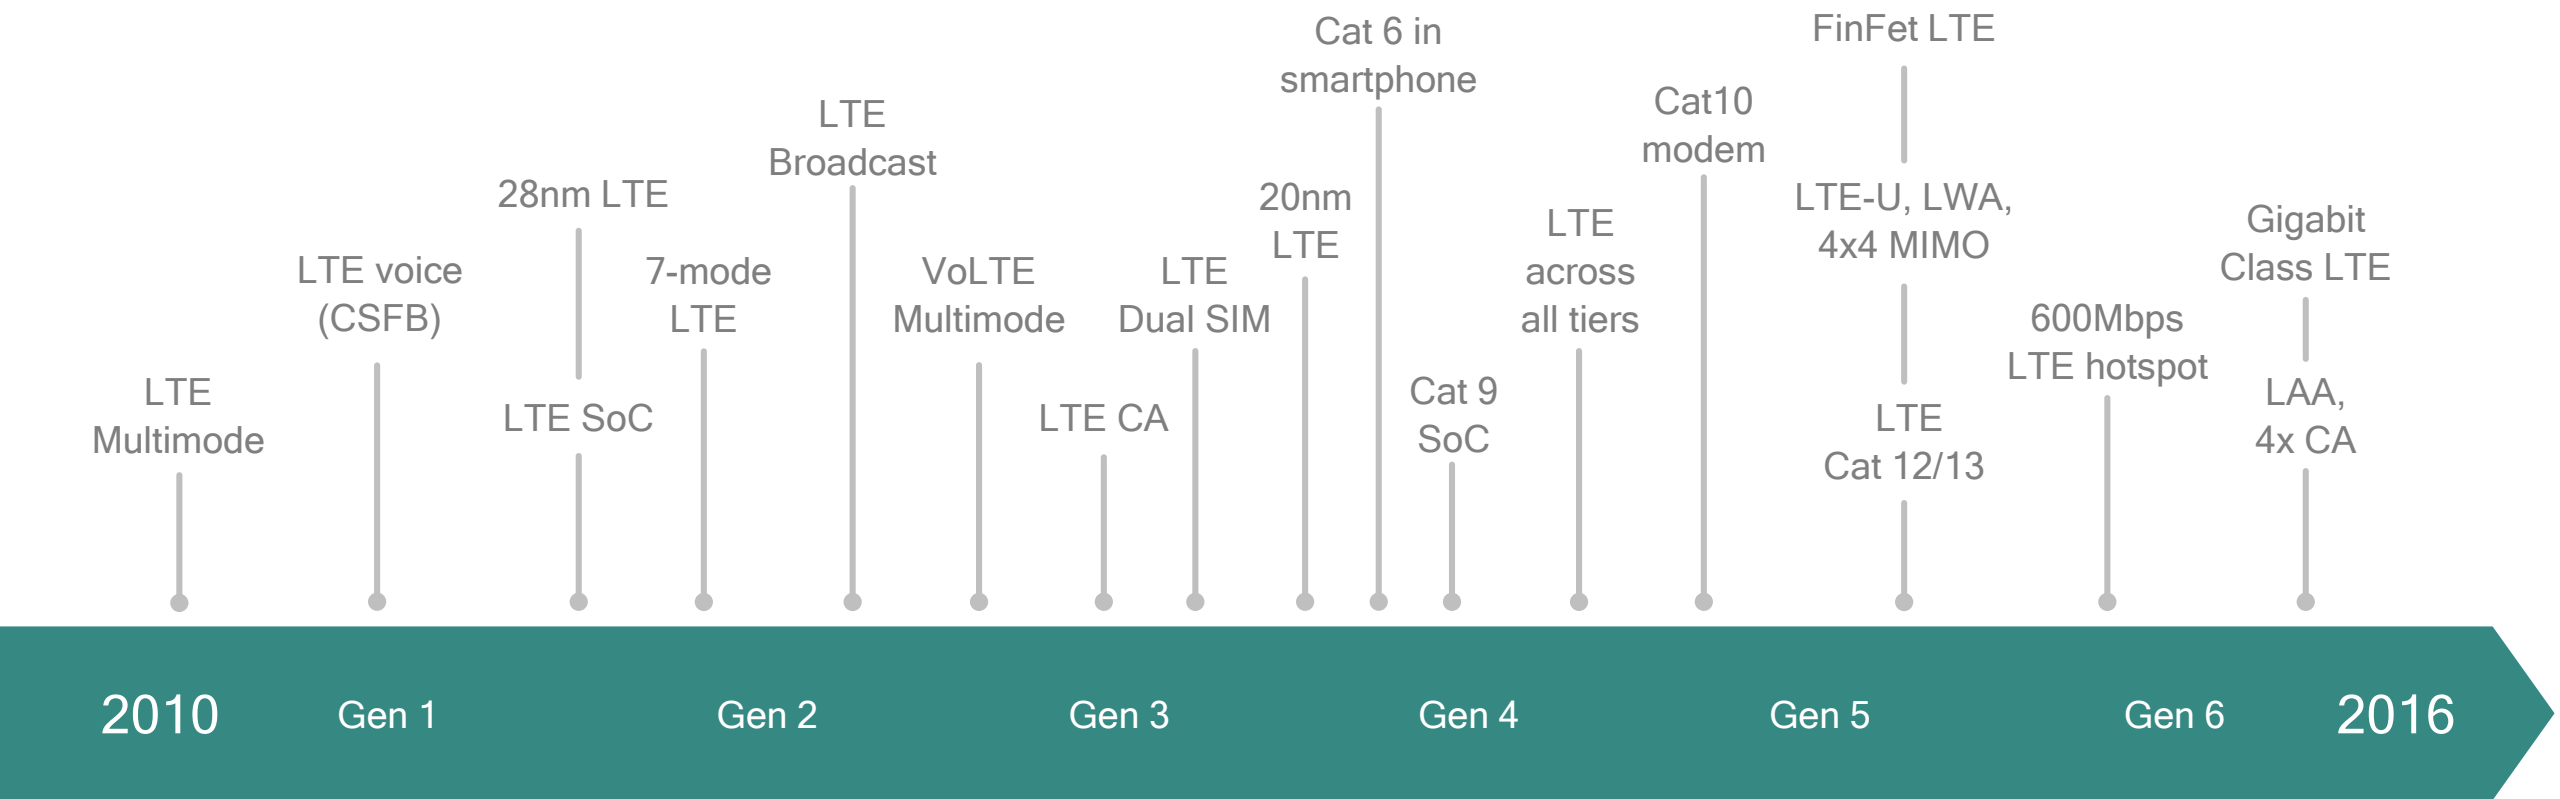 LTE
Multimode
LTE voice
(CSFB)
28nm LTE
LTE SoC
7-mode
LTE
LTE
Broadcast
VoLTE
Multimode
LTE CA
LTE
Dual SIM
20nm
LTE
Cat 6 in
smartphone
Cat 9
SoC
LTE
across
all tiers
Cat10
modem
FinFet LTE
LTE-U, LWA,
4x4 MIMO
LTE
Cat 12/13
600Mbps
LTE hotspot
Gigabit
Class LTE
LAA,
4x CA
2010
Gen 1
Gen 2
Gen 3
Gen 4
Gen 5
Gen 6
2016